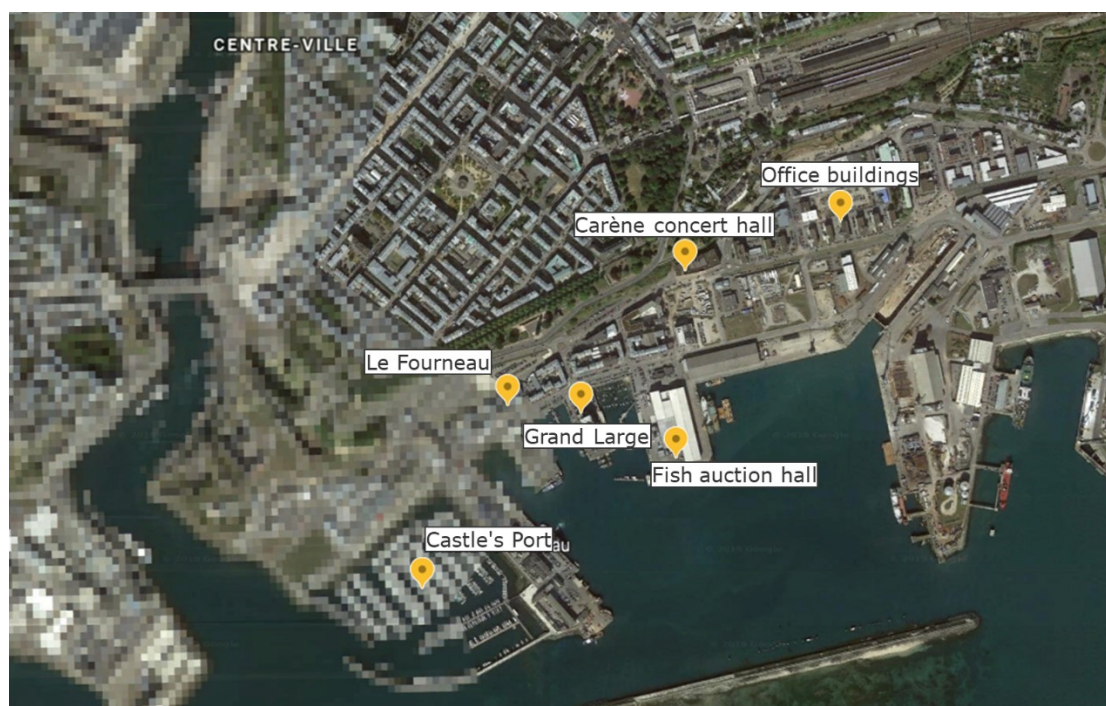 CENTRE-VILLE
Office buildings
Carène concert hall
Le Fourneau
Grand Large
Fish auction hall
Castle's Port